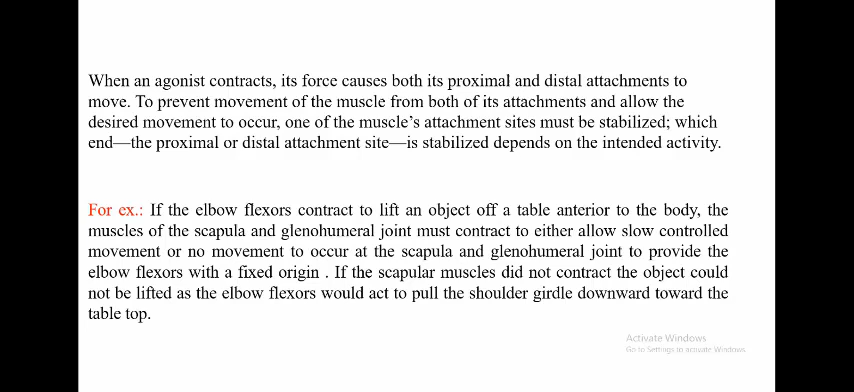 When an agonist contracts, its force causes both its proximal and distal attachments to
move. To prevent movement of the muscle from both of its attachments and allow the
desired movement to occur, one of the muscle's attachment sites must be stabilized; which
end—the proximal or distal attachment site—is stabilized depends on the intended activity.
For ex.: If the elbow flexors contract to lift an object off a table anterior to the body, the
muscles of the scapula and glenohumeral joint must contract to either allow slow controlled
movement or no movement to occur at the scapula and glenohumeral joint to provide the
elbow flexors with a fixed origin . If the scapular muscles did not contract the object could
not be lifted as the elbow flexors would act to pull the shoulder girdle downward toward the
table top.
Activate Windows
Go to Settings to activate Windows.